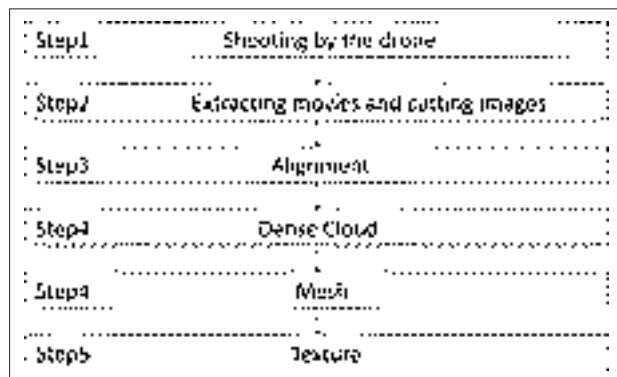 Step1 Shooting by the drone
Step2 Extracting movies and cutting images
Step3 Alignment
Step4 Dense Cloud
Step4 Mesh
Step5 Texture